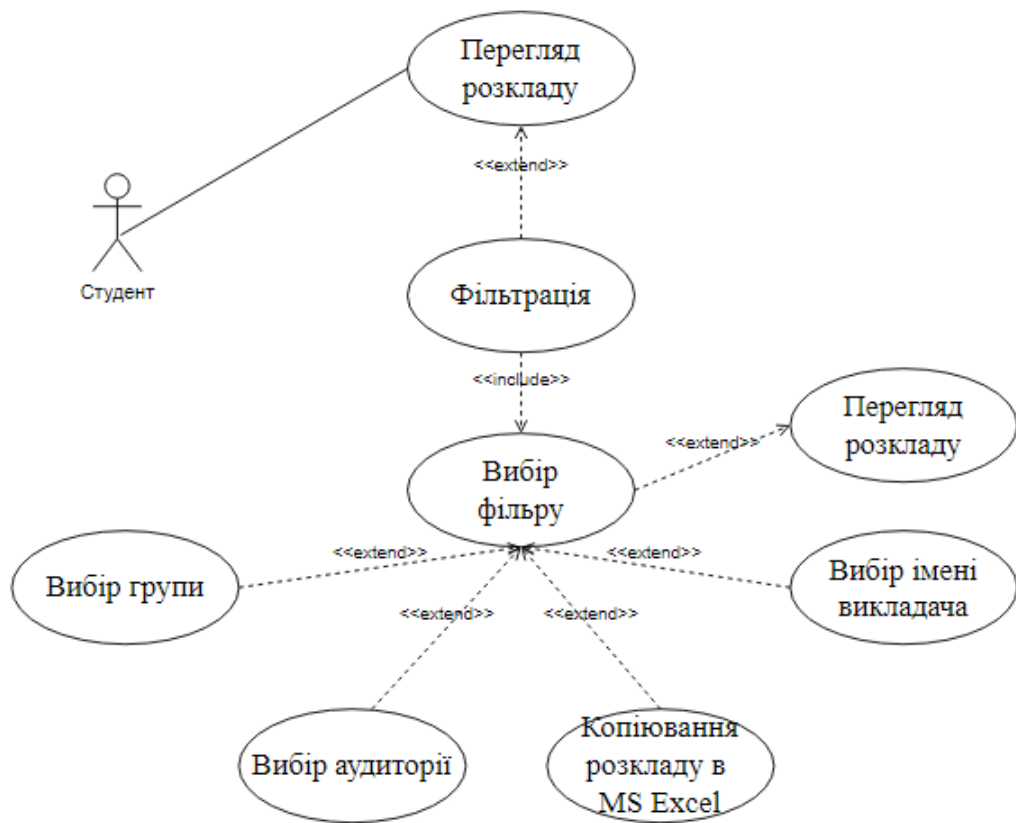 Перегляд
розкладу
<<extend>>
Студент
Фільтрація
<<include>>
Перегляд
розкладу
<<extend>>
Вибір
фільру
<<extend>>
<<extend>>
Вибір групи
Вибір імені
викладача
<<extend>>
<<extend>>
Вибір аудиторії
Копіювання
розкладу в
MS Excel